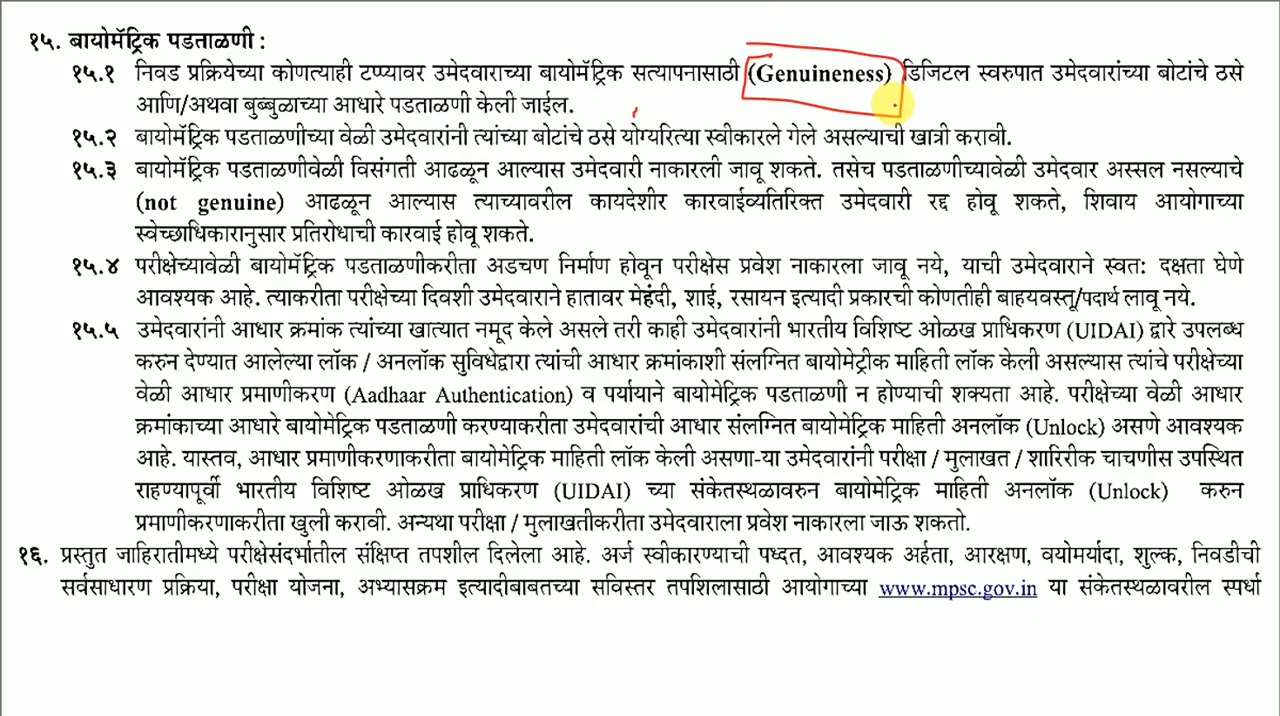 १५. बायोमॅट्रिक पडताळणी :
१५.१ निवड प्रक्रियेच्या कोणत्याही टप्प्यावर उमेदवाराच्या बायोमॅट्रिक सत्यापनासाठी (Genuineness) डिजिटल स्वरुपात उमेदवारांच्या बोटांचे ठसे
आणि/अथवा बुब्बुळाच्या आधारे पडताळणी केली जाईल.
१५.२ बायोमॅट्रिक पडताळणीच्या वेळी उमेदवारांनी त्यांच्या बोटांचे ठसे योग्यरित्या स्वीकारले गेले असल्याची खात्री करावी.
१५.३ बायोमॅट्रिक पडताळणीवेळी विसंगती आढळून आल्यास उमेदवारी नाकारली जावू शकते. तसेच पडताळणीच्यावेळी उमेदवार अस्सल नसल्याचे
(not genuine) आढळून आल्यास त्याच्यावरील कायदेशीर कारवाईव्यतिरिक्त उमेदवारी रद्द होवू शकते, शिवाय आयोगाच्या
स्वेच्छाधिकारानुसार प्रतिरोधाची कारवाई होवू शकते.
१५.४ परीक्षेच्यावेळी बायोमॅट्रिक पडताळणीकरीता अडचण निर्माण होवून परीक्षेस प्रवेश नाकारला जावू नये, याची उमेदवाराने स्वत: दक्षता घेणे
आवश्यक आहे. त्याकरीता परीक्षेच्या दिवशी उमेदवाराने हातावर मेहंदी, शाई, रसायन इत्यादी प्रकारची कोणतीही बाहयवस्तू/पदार्थ लावू नये.
१५.५ उमेदवारांनी आधार क्रमांक त्यांच्या खात्यात नमूद केले असले तरी काही उमेदवारांनी भारतीय विशिष्ट ओळख प्राधिकरण (UIDAI) द्वारे उपलब्ध
करुन देण्यात आलेल्या लॉक / अनलॉक सुविधेद्वारा त्यांची आधार क्रमांकाशी संलग्नित बायोमेट्रीक माहिती लॉक केली असल्यास त्यांचे परीक्षेच्या
वेळी आधार प्रमाणीकरण (Aadhaar Authentication) व पर्यायाने बायोमेट्रिक पडताळणी न होण्याची शक्यता आहे. परीक्षेच्या वेळी आधार
क्रमांकाच्या आधारे बायोमेट्रिक पडताळणी करण्याकरीता उमेदवारांची आधार संलग्नित बायोमेट्रिक माहिती अनलॉक (Unlock) असणे आवश्यक
आहे. यास्तव, आधार प्रमाणीकरणाकरीता बायोमेट्रिक माहिती लॉक केली असणा-या उमेदवारांनी परीक्षा / मुलाखत / शारिरीक चाचणीस उपस्थित
राहण्यापूर्वी भारतीय विशिष्ट ओळख प्राधिकरण (UIDAI) च्या संकेतस्थळावरुन बायोमेट्रिक माहिती अनलॉक (Unlock) करुन
प्रमाणीकरणाकरीता खुली करावी. अन्यथा परीक्षा / मुलाखतीकरीता उमेदवाराला प्रवेश नाकारला जाऊ शकतो.
१६. प्रस्तुत जाहिरातीमध्ये परीक्षेसंदर्भातील संक्षिप्त तपशील दिलेला आहे. अर्ज स्वीकारण्याची पध्दत, आवश्यक अर्हता, आरक्षण, वयोमर्यादा, शुल्क, निवडीची
सर्वसाधारण प्रक्रिया, परीक्षा योजना, अभ्यासक्रम इत्यादीबाबतच्या सविस्तर तपशिलासाठी आयोगाच्या www.mpsc.gov.in या संकेतस्थळावरील स्पर्धा